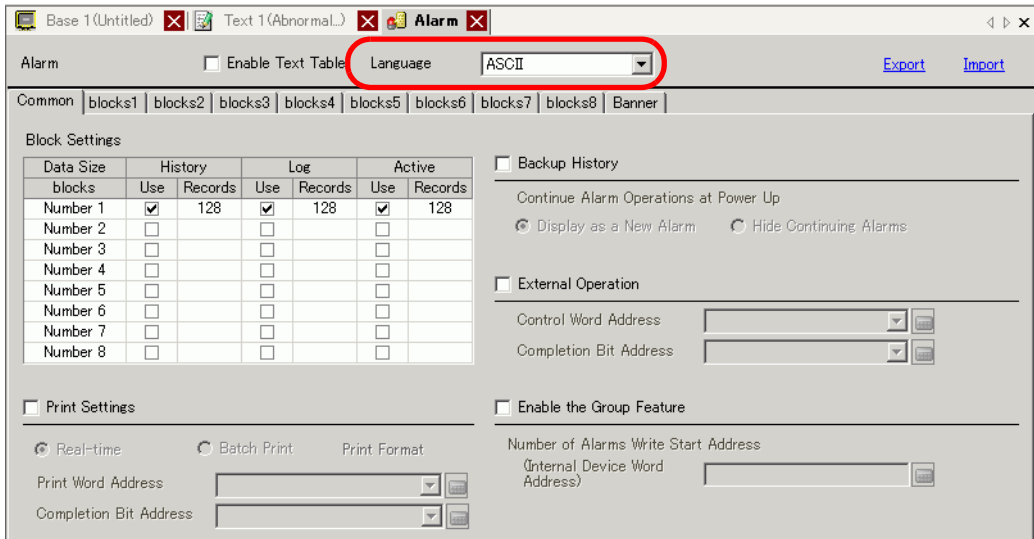 Base 1(Untitled) Text 1(Abnormal...) Alarm
Alarm Enable Text Table Language ASCII Export Import
Common blocks1 blocks2 blocks3 blocks4 blocks5 blocks6 blocks7 blocks8 Banner
Block Settings
Data Size History Log Active
blocks Use Records Use Records Use Records
Number 1 128 128 128
Number 2
Number 3
Number 4
Number 5
Number 6
Number 7
Number 8
Backup History
Continue Alarm Operations at Power Up
Display as a New Alarm Hide Continuing Alarms
External Operation
Control Word Address
Completion Bit Address
Print Settings
Real-time Batch Print Print Format
Print Word Address
Completion Bit Address
Enable the Group Feature
Number of Alarms Write Start Address
(Internal Device Word
Address)